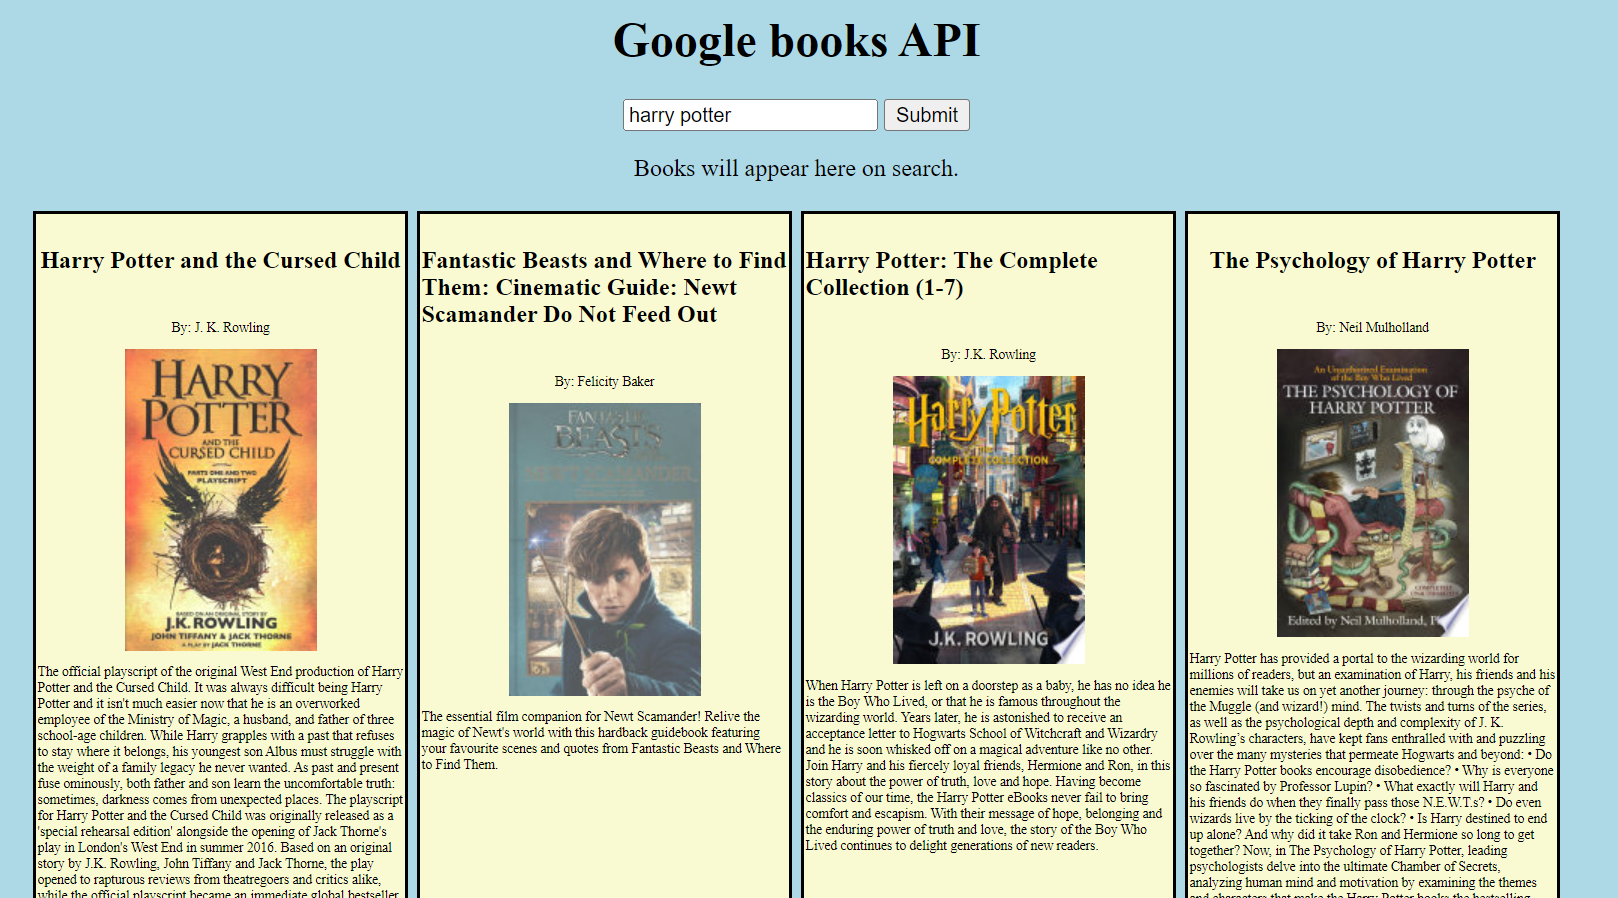 Google books API
harry potter
Submit
Books will appear here on search.
Harry Potter and the Cursed Child
By: J. K. Rowling
HARRY
POTTER
AND THE
CURSED CHILD
PARTS ONE AND TWO
PLAYSCRIPT
BASED ON AN ORIGINAL STORY BY
J.K. ROWLING
JOHN TIFFANY & JACK THORNE
A PLAY BY JACK THORNE
The official playscript of the original West End production of Harry
Potter and the Cursed Child. It was always difficult being Harry
Potter and it isn't much easier now that he is an overworked
employee of the Ministry of Magic, a husband, and father of three
school-age children. While Harry grapples with a past that refuses
to stay where it belongs, his youngest son Albus must struggle with
the weight of a family legacy he never wanted. As past and present
fuse ominously, both father and son learn the uncomfortable truth:
sometimes, darkness comes from unexpected places. The playscript
for Harry Potter and the Cursed Child was originally released as a
'special rehearsal edition' alongside the opening of Jack Thorne's
play in London's West End in summer 2016. Based on an original
story by J.K. Rowling, John Tiffany and Jack Thorne, the play
opened to rapturous reviews from theatregoers and critics alike,
while the official playscript became an immediate global bestseller
Fantastic Beasts and Where to Find
Them: Cinematic Guide: Newt
Scamander Do Not Feed Out
By: Felicity Baker
FANTASTIC
BEASTS
NEWT SCAMANDER
The essential film companion for Newt Scamander! Relive the
magic of Newt's world with this hardback guidebook featuring
your favourite scenes and quotes from Fantastic Beasts and Where
to Find Them.
Harry Potter: The Complete
Collection (1-7)
By: J.K. Rowling
Harry Potter
COMPLETE COLLECTION
J.K. ROWLING
When Harry Potter is left on a doorstep as a baby, he has no idea he
is the Boy Who Lived, or that he is famous throughout the
wizarding world. Years later, he is astonished to receive an
acceptance letter to Hogwarts School of Witchcraft and Wizardry
and he is soon whisked off on a magical adventure like no other.
Join Harry and his fiercely loyal friends, Hermione and Ron, in this
story about the power of truth, love and hope. Having become
classics of our time, the Harry Potter eBooks never fail to bring
comfort and escapism. With their message of hope, belonging and
the enduring power of truth and love, the story of the Boy Who
Lived continues to delight generations of new readers.
The Psychology of Harry Potter
By: Neil Mulholland
An Unauthorized Examination
of the Boy Who Lived
THE PSYCHOLOGY OF
HARRY POTTER
Edited by Neil Mulholland, P
Harry Potter has provided a portal to the wizarding world for
millions of readers, but an examination of Harry, his friends and his
enemies will take us on yet another journey: through the psyche of
the Muggle (and wizard!) mind. The twists and turns of the series,
as well as the psychological depth and complexity of J. K.
Rowling’s characters, have kept fans enthralled with and puzzling
over the many mysteries that permeate Hogwarts and beyond: • Do
the Harry Potter books encourage disobedience? • Why is everyone
so fascinated by Professor Lupin? • What exactly will Harry and
his friends do when they finally pass those N.E.W.T.s? • Do even
wizards live by the ticking of the clock? • Is Harry destined to end
up alone? And why did it take Ron and Hermione so long to get
together? Now, in The Psychology of Harry Potter, leading
psychologists delve into the ultimate Chamber of Secrets,
analyzing human mind and motivation by examining the themes
and characters that make the Harry Potter books the bestselling